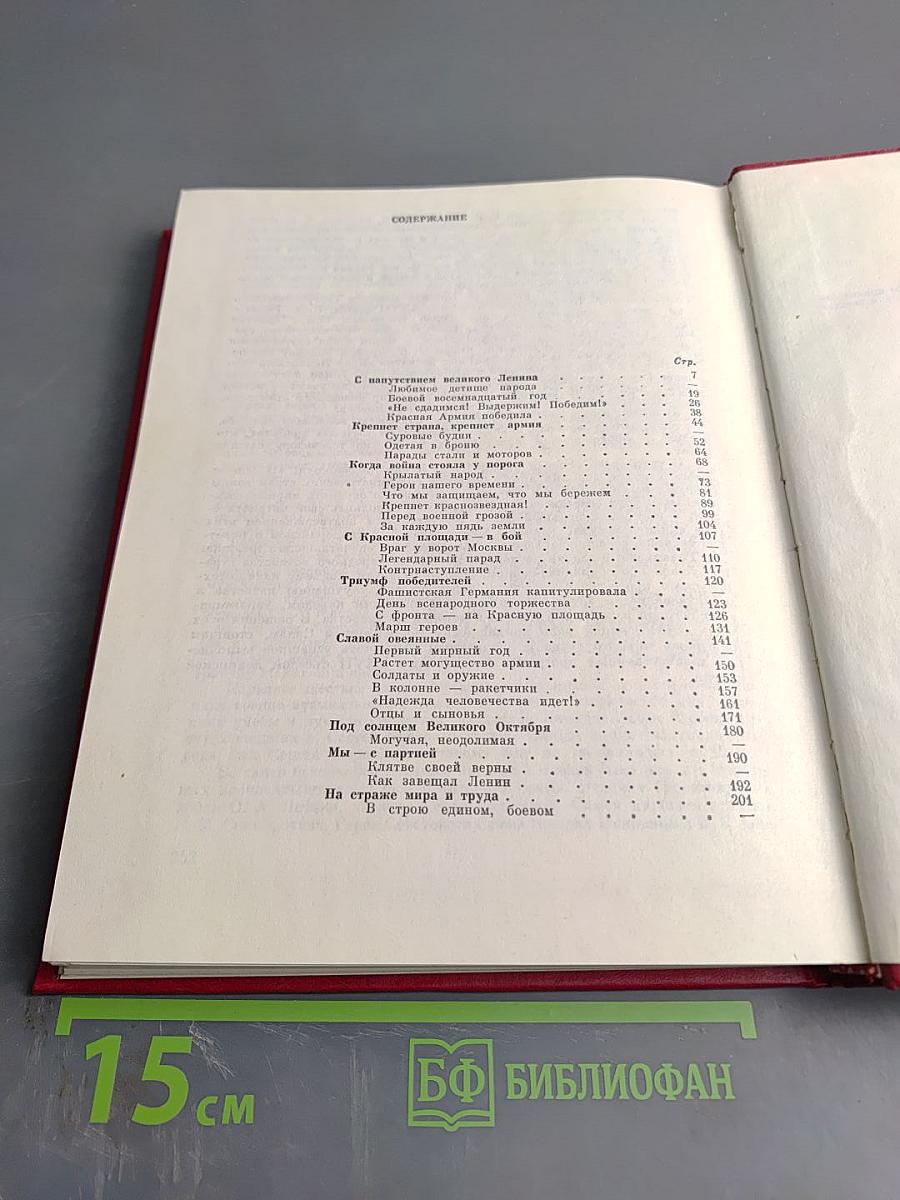 СОДЕРЖАНИЕ
Стр.
С напутствием великого Ленина . . . . . . 7
Любимое детище народа . . . . . . —
Боевой восемнадцатый год . . . . . . 19
«Не сдадимся! Выдержим! Победим!» . . . . 26
Красная Армия победила . . . . . . 38
Крепнет страна, крепнет армия . . . . . . 44
Суровые будни . . . . . . —
Одетая в броню . . . . . . 52
Парады стали и моторов . . . . . . 64
Когда война стояла у порога . . . . . . 68
Крылатый народ . . . . . . —
Герои нашего времени . . . . . . 73
Что мы защищаем, что мы бережем . . . . 81
Крепнет краснозвездная! . . . . . . 89
Перед военной грозой . . . . . . 99
За каждую пядь земли . . . . . . 104
С Красной площади — в бой . . . . . . 107
Враг у ворот Москвы . . . . . . —
Легендарный парад . . . . . . 110
Контрнаступление . . . . . . 117
Триумф победителей . . . . . . 120
Фашистская Германия капитулировала . . . —
День всенародного торжества . . . . . 123
С фронта — на Красную площадь . . . . 126
Марш героев . . . . . . 131
Славой овеянные . . . . . . 141
Первый мирный год . . . . . . —
Растет могущество армии . . . . . . 150
Солдаты и оружие . . . . . . 153
В колонне — ракетчики . . . . . . 157
«Надежда человечества идет!» . . . . . 161
Отцы и сыновья . . . . . . 171
Под солнцем Великого Октября . . . . . 180
Могучая, неодолимая . . . . . . —
Мы — с партией . . . . . . 190
Клятве своей верны . . . . . . —
Как завещал Ленин . . . . . . 192
На страже мира и труда . . . . . . 201
В строю едином, боевом . . . . . —
15 см
БФ БИБЛИОФАН